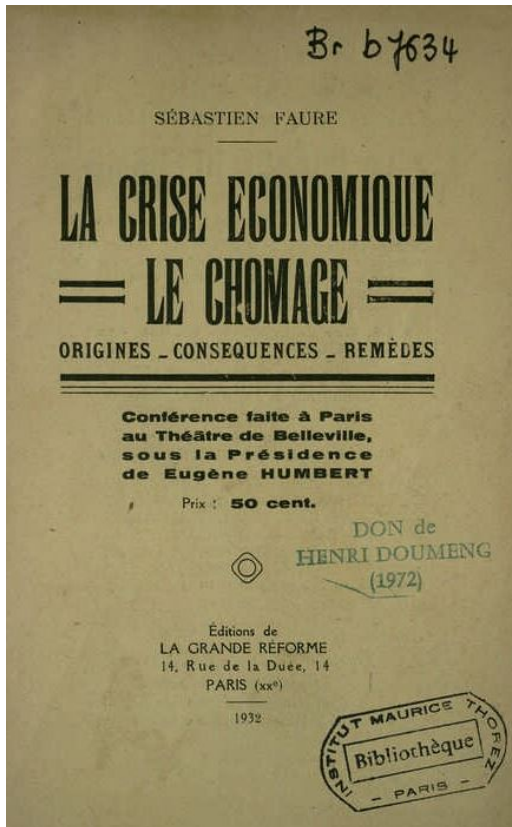 Br b 7634
SÉBASTIEN FAURE
LA CRISE ECONOMIQUE
LE CHOMAGE
ORIGINES _ CONSEQUENCES _ REMÈDES
Conférence faite à Paris
au Théâtre de Belleville,
sous la Présidence
de Eugène HUMBERT
Prix : 50 cent.
DON de
HENRI DOUMENG
(1972)
Éditions de
LA GRANDE RÉFORME
14, Rue de la Duée, 14
PARIS (xxᵉ)
1932
INSTITUT MAURICE THOREZ
Bibliothèque
- PARIS -